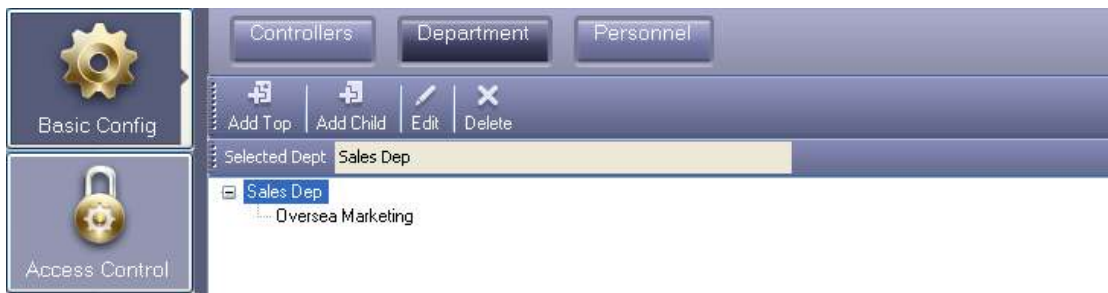 Controllers Department Personnel
Basic Config
Add Top Add Child Edit Delete
Selected Dept Sales Dep
Sales Dep
Oversea Marketing
Access Control